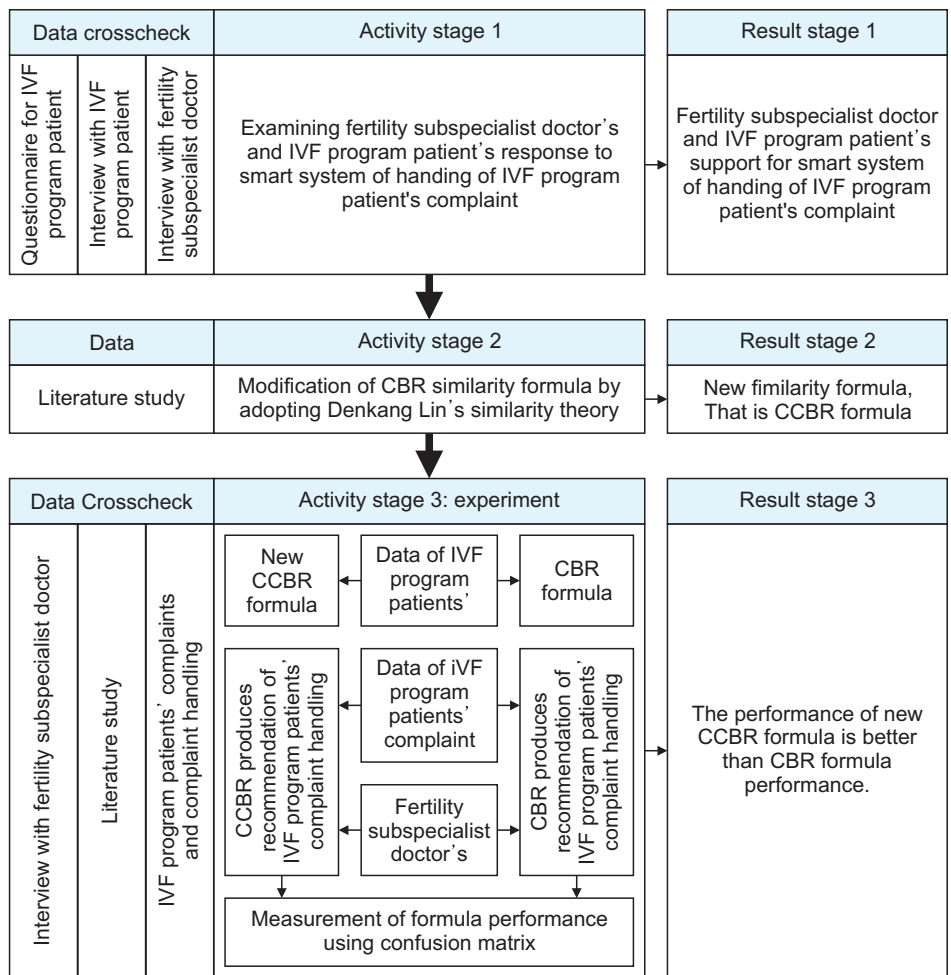 Data crosscheck
Activity stage 1
Result stage 1
Questionnaire for IVF
program patient
Interview with IVF
program patient
Interview with fertility
subspecialist doctor
Examining fertility subspecialist doctor's
and IVF program patient's response to
smart system of handing of IVF program
patient's complaint
Fertility subspecialist doctor
and IVF program patient's
support for smart system
of handing of IVF program
patient's complaint
Data
Activity stage 2
Result stage 2
Literature study
Modification of CBR similarity formula by
adopting Denkang Lin's similarity theory
New fimilarity formula,
That is CCBR formula
Data Crosscheck
Activity stage 3: experiment
Result stage 3
Interview with fertility subspecialist doctor
Literature study
IVF program patients' complaints
and complaint handling
New
CCBR
formula
Data of IVF
program
patients'
CBR
formula
CCBR produces
recommendation of
IVF program patients'
complaint handling
Data of iVF
program
patients'
complaint
Fertility
subspecialist
doctor's
CBR produces
recommendation of
IVF program patients'
complaint handling
Measurement of formula performance
using confusion matrix
The performance of new
CCBR formula is better
than CBR formula
performance.